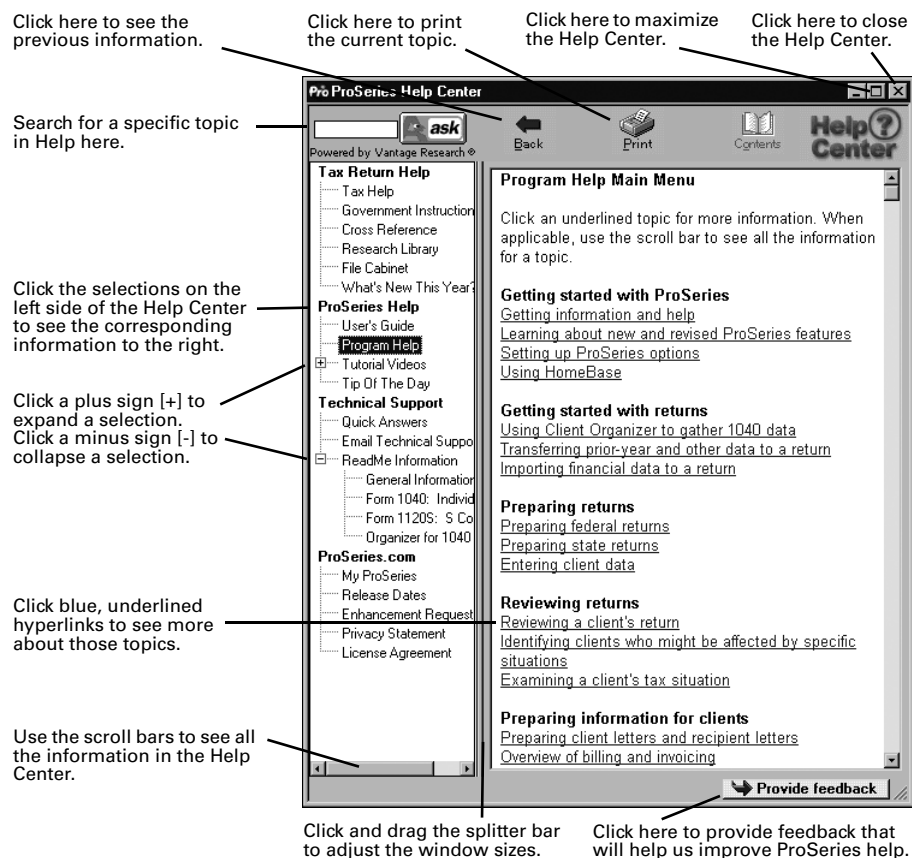 Click here to see the
previous information.
Click here to print
the current topic.
Click here to maximize
the Help Center.
Click here to close
the Help Center.
Search for a specific topic
in Help here.
Click the selections on the
left side of the Help Center
to see the corresponding
information to the right.
Click a plus sign [+] to
expand a selection.
Click a minus sign [-] to
collapse a selection.
Click blue, underlined
hyperlinks to see more
about those topics.
Use the scroll bars to see all
the information in the Help
Center.
Pro ProSeries Help Center
ask
Powered by Vantage Research ®
Back
Print
Contents
Help?
Center
Tax Return Help
Tax Help
Government Instruction
Cross Reference
Research Library
File Cabinet
What's New This Year?
ProSeries Help
User's Guide
Program Help
Tutorial Videos
Tip Of The Day
Technical Support
Quick Answers
Email Technical Suppo
ReadMe Information
General Information
Form 1040: Individ
Form 1120S: S Co
Organizer for 1040
ProSeries.com
My ProSeries
Release Dates
Enhancement Request
Privacy Statement
License Agreement
Program Help Main Menu
Click an underlined topic for more information. When
applicable, use the scroll bar to see all the information
for a topic.
Getting started with ProSeries
Getting information and help
Learning about new and revised ProSeries features
Setting up ProSeries options
Using HomeBase
Getting started with returns
Using Client Organizer to gather 1040 data
Transferring prior-year and other data to a return
Importing financial data to a return
Preparing returns
Preparing federal returns
Preparing state returns
Entering client data
Reviewing returns
Reviewing a client's return
Identifying clients who might be affected by specific
situations
Examining a client's tax situation
Preparing information for clients
Preparing client letters and recipient letters
Overview of billing and invoicing
Provide feedback
Click and drag the splitter bar
to adjust the window sizes.
Click here to provide feedback that
will help us improve ProSeries help.